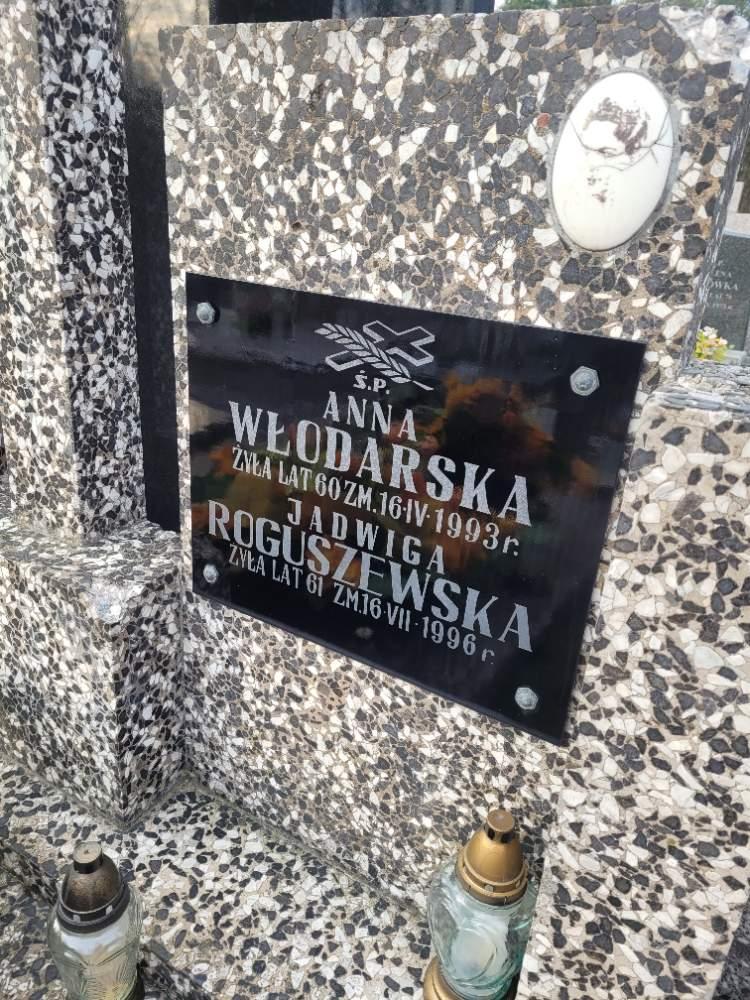 Ś.P.
ANNA
WŁODARSKA
ŻYŁA LAT 60 ZM. 16·IV·1993 r.
JADWIGA
ROGUSZEWSKA
ŻYŁA LAT 61 ZM.16·VII·1996 r.